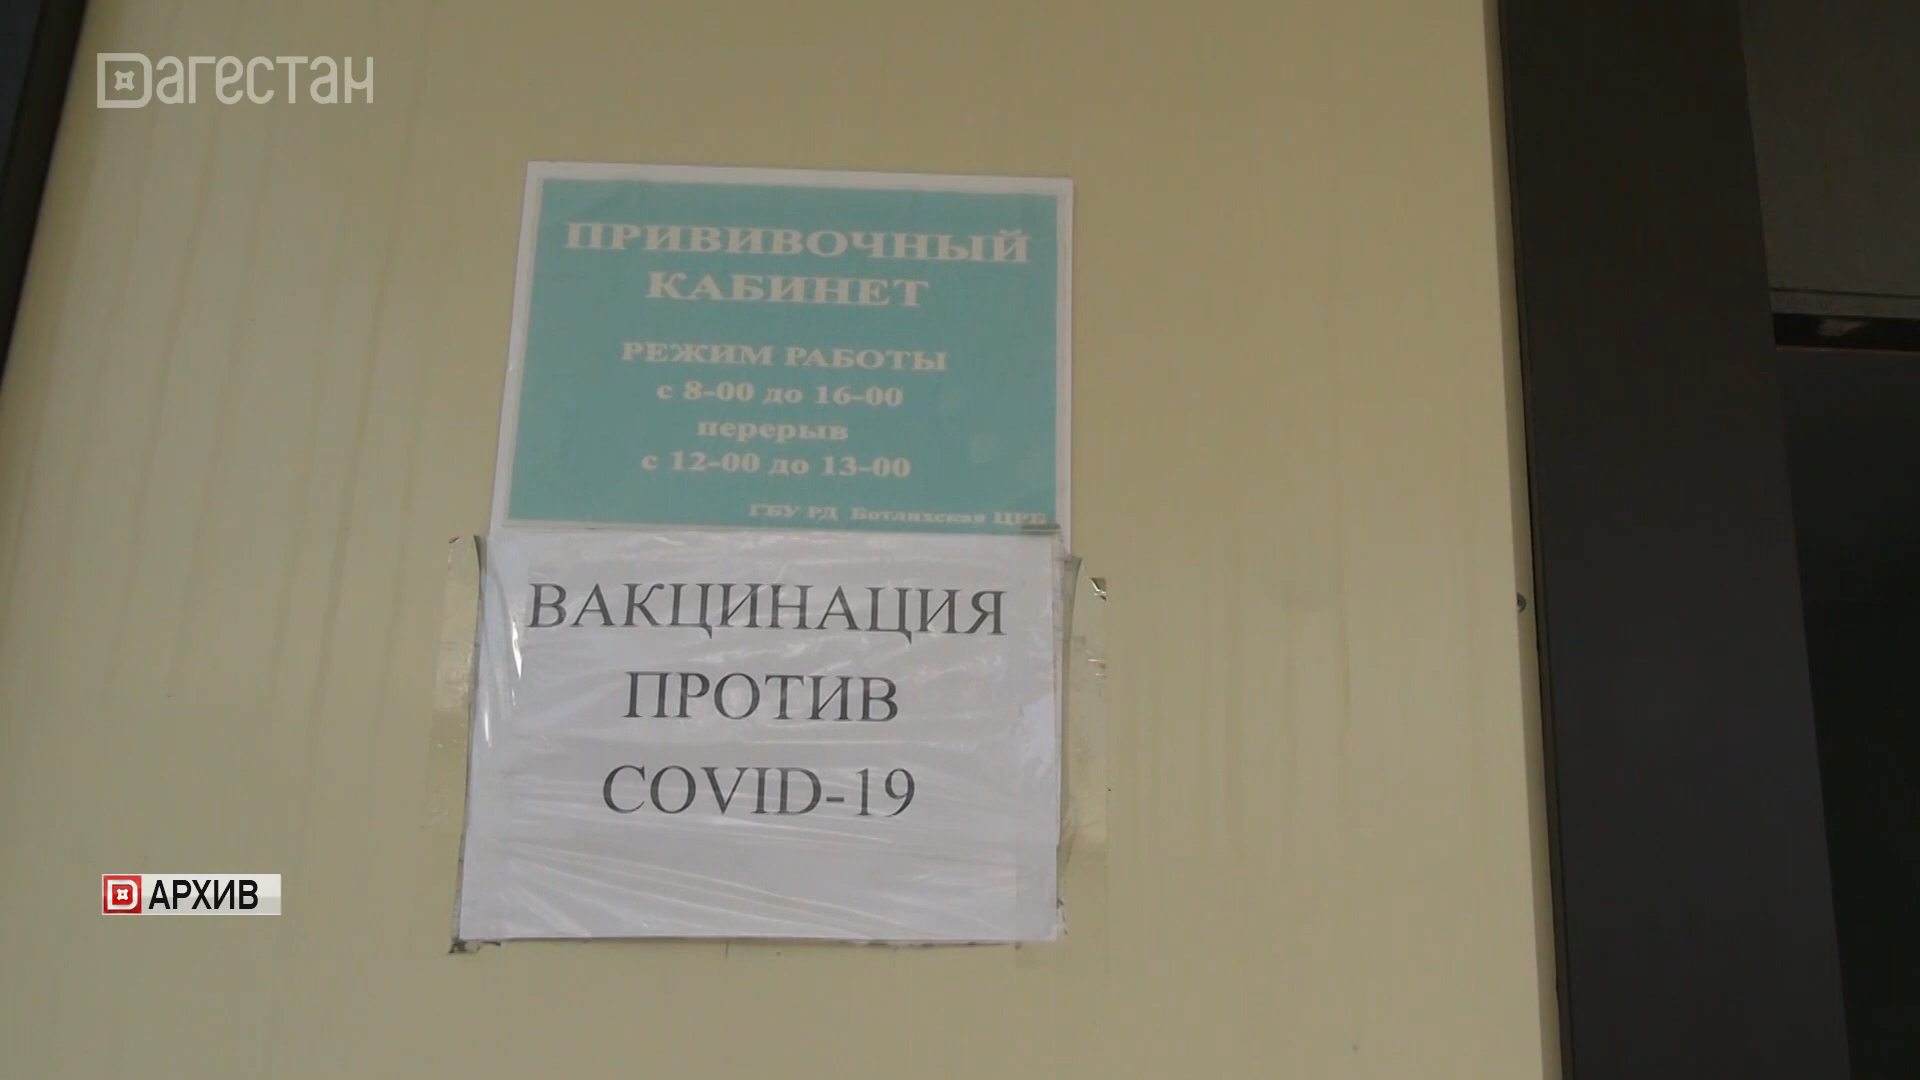 Дагестан
ПРИВИВОЧНЫЙ
КАБИНЕТ
РЕЖИМ РАБОТЫ
с 8-00 до 16-00
перерыв
с 12-00 до 13-00
ГБУ РД Ботлихская ЦРБ
ВАКЦИНАЦИЯ
ПРОТИВ
COVID-19
АРХИВ